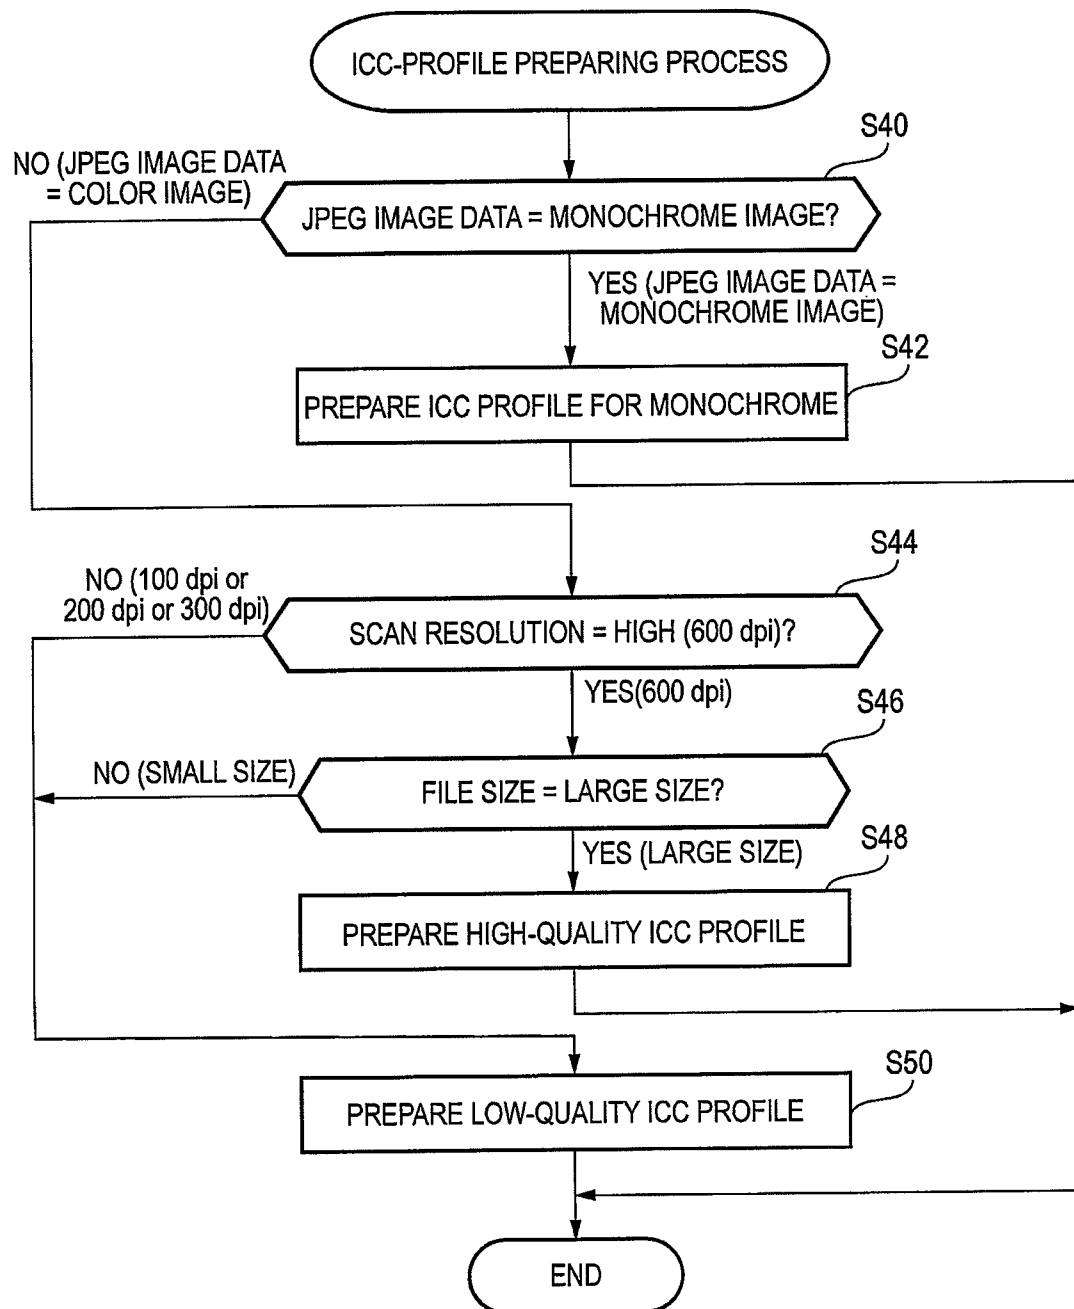 ICC-PROFILE PREPARING PROCESS
S40
NO (JPEG IMAGE DATA
= COLOR IMAGE)
JPEG IMAGE DATA = MONOCHROME IMAGE?
YES (JPEG IMAGE DATA =
MONOCHROME IMAGE)
S42
PREPARE ICC PROFILE FOR MONOCHROME
S44
NO (100 dpi or
200 dpi or 300 dpi)
SCAN RESOLUTION = HIGH (600 dpi)?
YES(600 dpi)
S46
NO (SMALL SIZE)
FILE SIZE = LARGE SIZE?
YES (LARGE SIZE)
S48
PREPARE HIGH-QUALITY ICC PROFILE
S50
PREPARE LOW-QUALITY ICC PROFILE
END